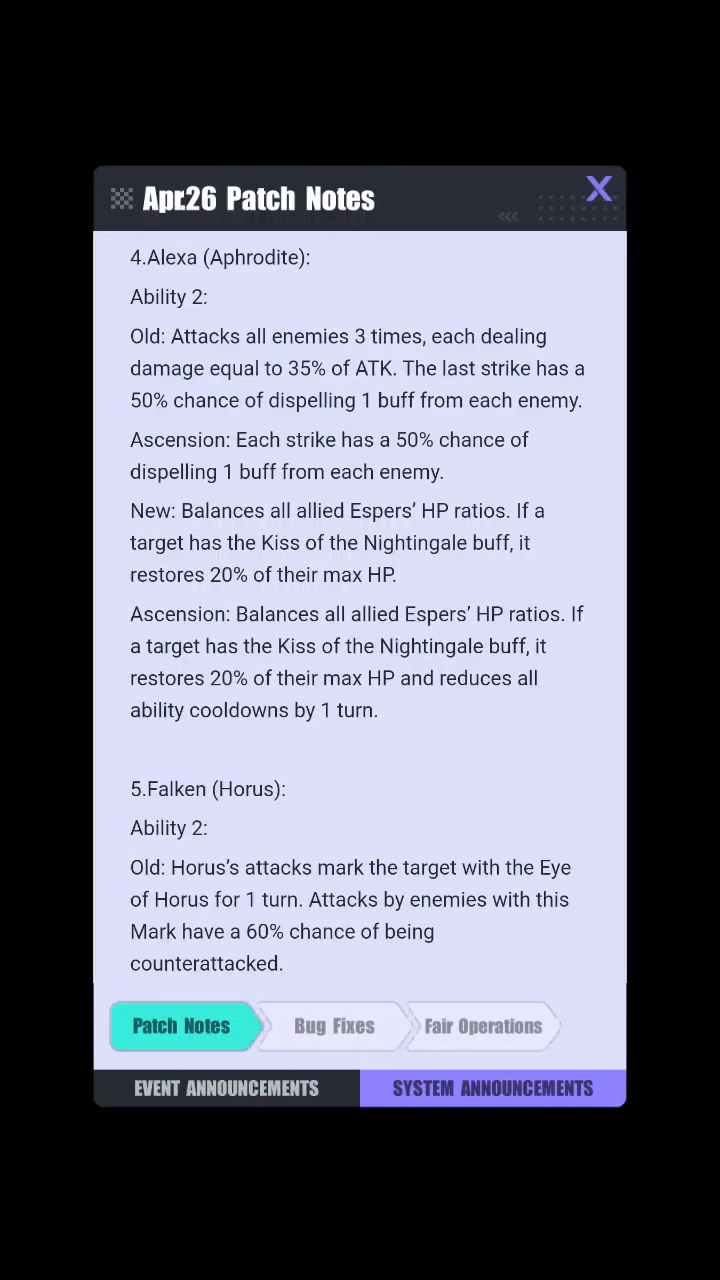 Apr.26 Patch Notes
X
4.Alexa (Aphrodite):
Ability 2:
Old: Attacks all enemies 3 times, each dealing
damage equal to 35% of ATK. The last strike has a
50% chance of dispelling 1 buff from each enemy.
Ascension: Each strike has a 50% chance of
dispelling 1 buff from each enemy.
New: Balances all allied Espers’ HP ratios. If a
target has the Kiss of the Nightingale buff, it
restores 20% of their max HP.
Ascension: Balances all allied Espers’ HP ratios. If
a target has the Kiss of the Nightingale buff, it
restores 20% of their max HP and reduces all
ability cooldowns by 1 turn.
5.Falken (Horus):
Ability 2:
Old: Horus’s attacks mark the target with the Eye
of Horus for 1 turn. Attacks by enemies with this
Mark have a 60% chance of being
counterattacked.
Patch Notes Bug Fixes Fair Operations
EVENT ANNOUNCEMENTS SYSTEM ANNOUNCEMENTS